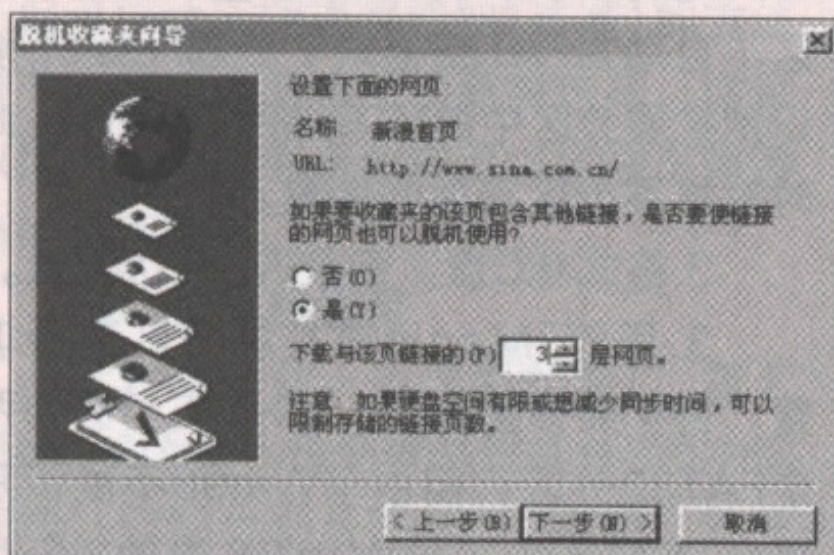 脱机收藏夹向导
设置下面的网页:
名称: 新浪首页
URL: http://www.sina.com.cn/
如果要收藏夹的该页包含其他链接，是否要使链接
的网页也可以脱机使用?
否(O)
是(Y)
下载与该页链接的(P) 3 层网页。
注意: 如果硬盘空间有限或想减少同步时间，可以
限制存储的链接页数。
< 上一步(B) 下一步(N) > 取消